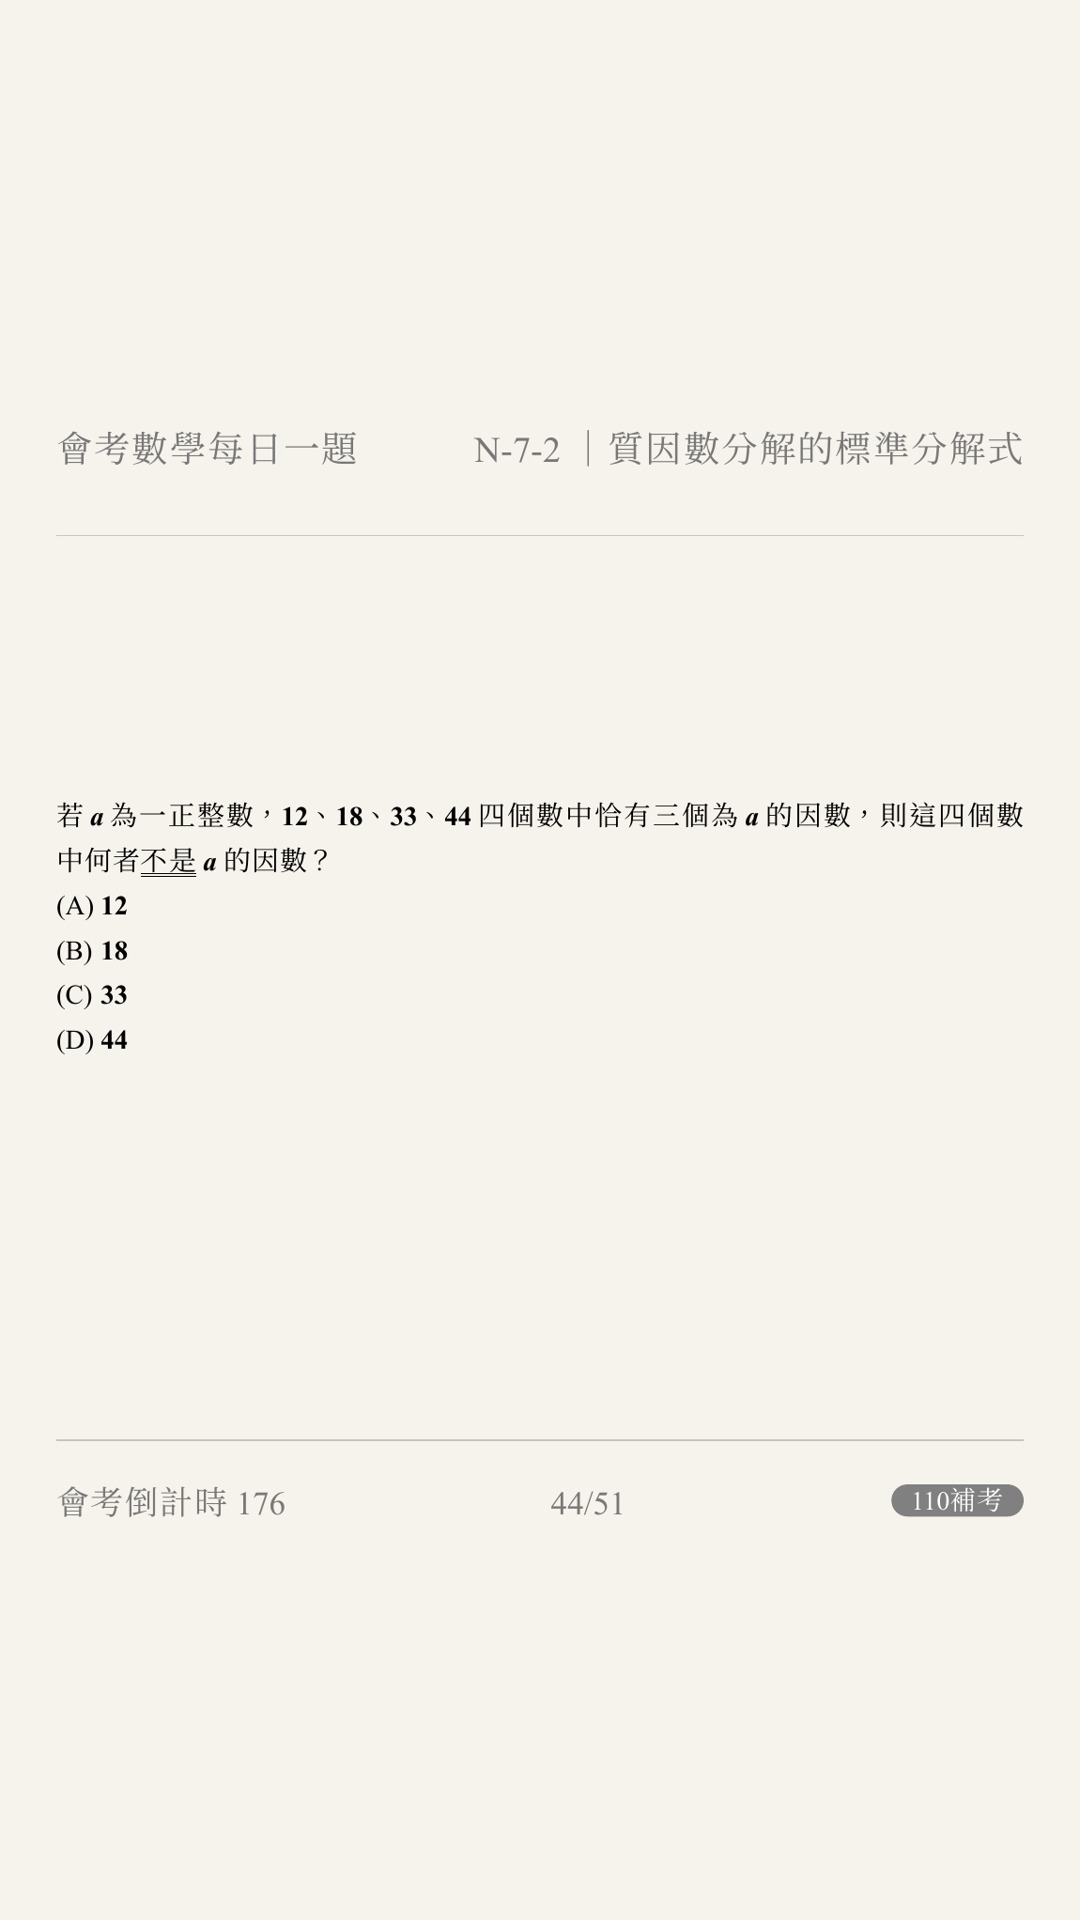 會考數學每日一題
N-7-2｜質因數分解的標準分解式
若 a 為一正整數，12、18、33、44 四個數中恰有三個為 a 的因數，則這四個數
中何者不是 a 的因數？
(A) 12
(B) 18
(C) 33
(D) 44
會考倒計時 176
44/51
110補考